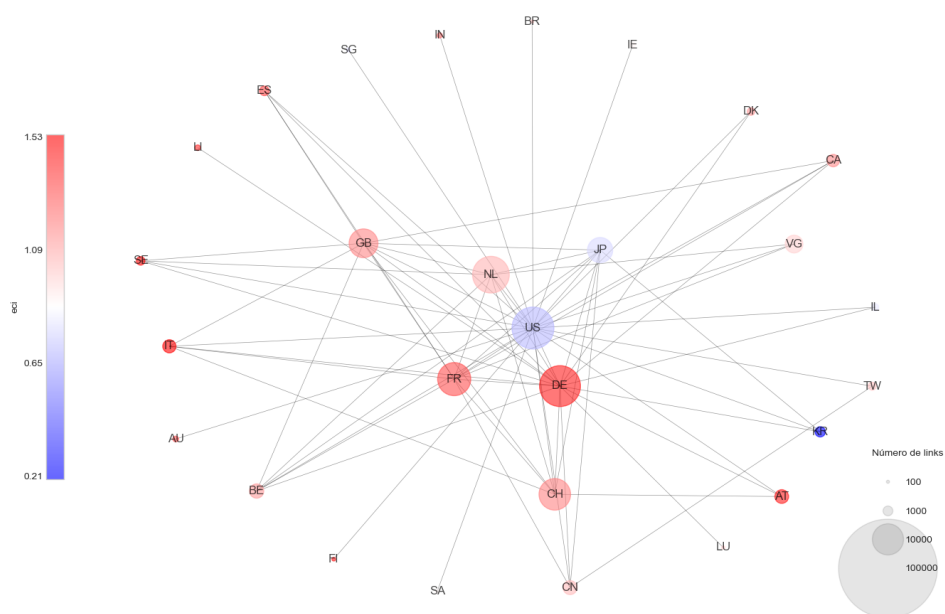 BR
IN
IE
SG
ES
DK
LI
CA
GB
JP
VG
SE
NL
IL
US
IT
FR
DE
TW
AU
KR
BE
CH
AT
LU
FI
SA
CN
1.53
1.09
eci
0.65
0.21
Número de links
100
1000
10000
100000